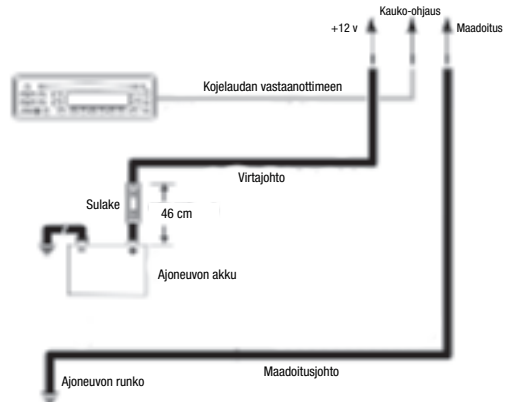 Kauko-ohjaus
+12 v
Maadoitus
Kojelaudan vastaanottimeen
Virtajohto
Sulake
46 cm
Ajoneuvon akku
Maadoitusjohto
Ajoneuvon runko